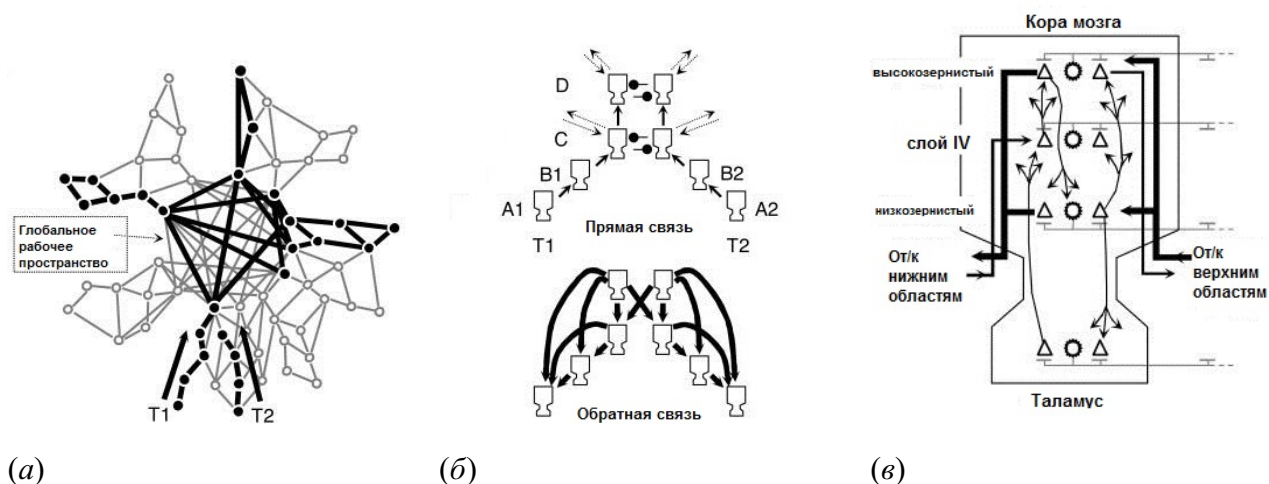 Глобальное
рабочее
пространство
T1
T2
(а)
D
C
B1
B2
A1
A2
Прямая связь
T1
T2
Обратная связь
(б)
Кора мозга
высокозернистый
слой IV
низкозернистый
От/к
нижним
областям
От/к
верхним
областям
Таламус
(в)